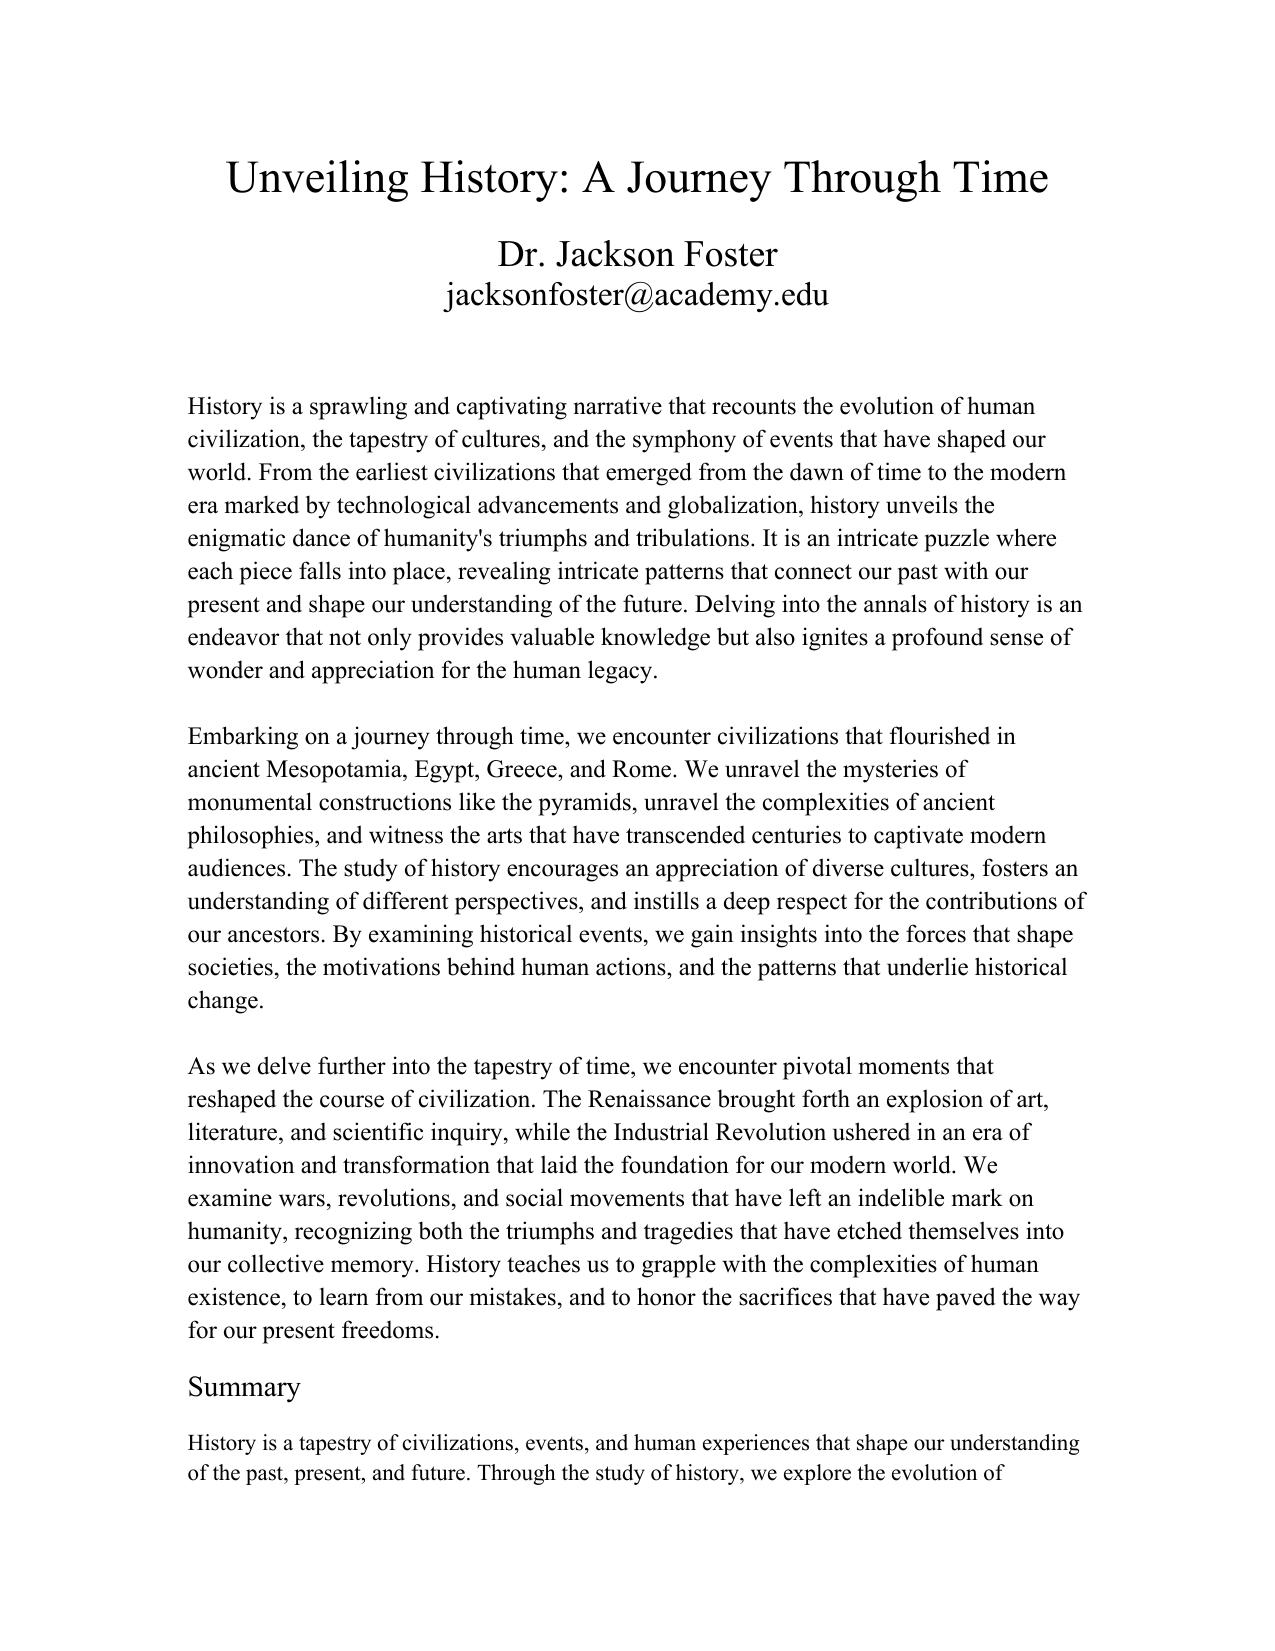 Unveiling History: A Journey Through Time
Dr. Jackson Foster
jacksonfoster@academy.edu
History is a sprawling and captivating narrative that recounts the evolution of human
civilization, the tapestry of cultures, and the symphony of events that have shaped our
world. From the earliest civilizations that emerged from the dawn of time to the modern
era marked by technological advancements and globalization, history unveils the
enigmatic dance of humanity's triumphs and tribulations. It is an intricate puzzle where
each piece falls into place, revealing intricate patterns that connect our past with our
present and shape our understanding of the future. Delving into the annals of history is an
endeavor that not only provides valuable knowledge but also ignites a profound sense of
wonder and appreciation for the human legacy.
Embarking on a journey through time, we encounter civilizations that flourished in
ancient Mesopotamia, Egypt, Greece, and Rome. We unravel the mysteries of
monumental constructions like the pyramids, unravel the complexities of ancient
philosophies, and witness the arts that have transcended centuries to captivate modern
audiences. The study of history encourages an appreciation of diverse cultures, fosters an
understanding of different perspectives, and instills a deep respect for the contributions of
our ancestors. By examining historical events, we gain insights into the forces that shape
societies, the motivations behind human actions, and the patterns that underlie historical
change.
As we delve further into the tapestry of time, we encounter pivotal moments that
reshaped the course of civilization. The Renaissance brought forth an explosion of art,
literature, and scientific inquiry, while the Industrial Revolution ushered in an era of
innovation and transformation that laid the foundation for our modern world. We
examine wars, revolutions, and social movements that have left an indelible mark on
humanity, recognizing both the triumphs and tragedies that have etched themselves into
our collective memory. History teaches us to grapple with the complexities of human
existence, to learn from our mistakes, and to honor the sacrifices that have paved the way
for our present freedoms.
Summary
History is a tapestry of civilizations, events, and human experiences that shape our understanding
of the past, present, and future. Through the study of history, we explore the evolution of